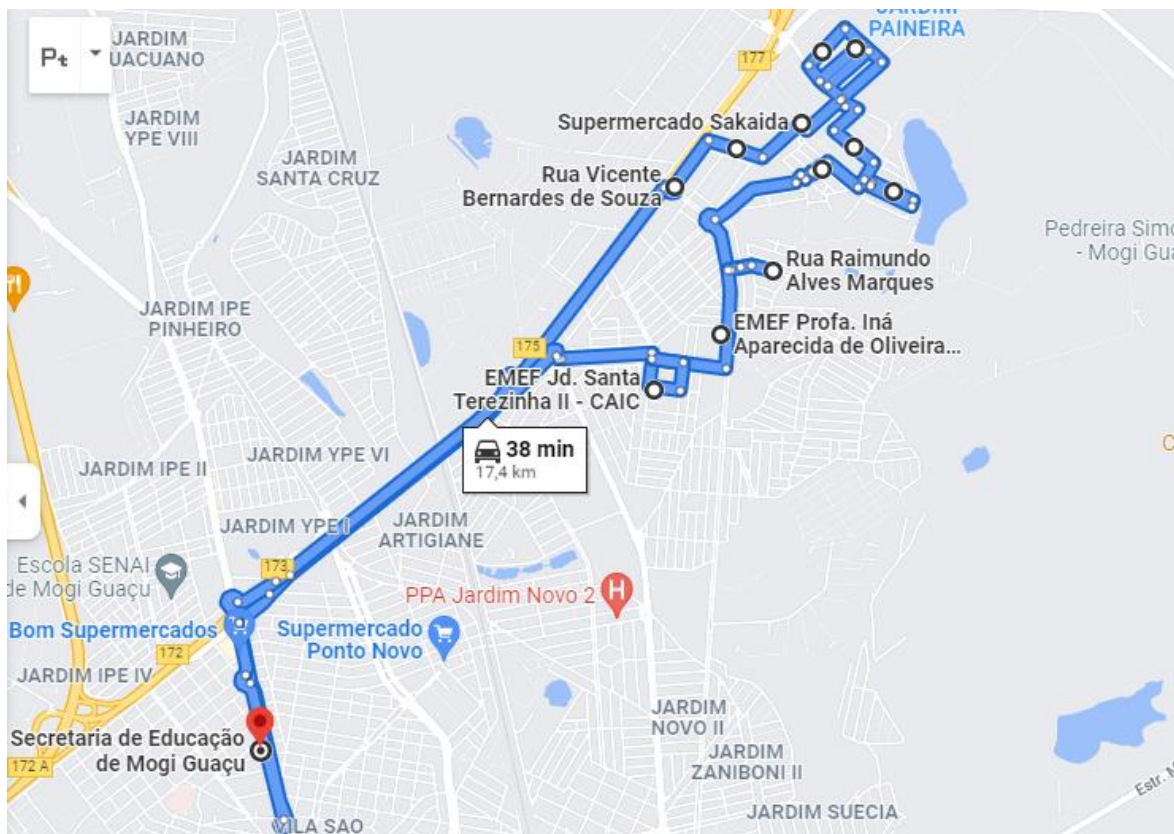 JARDIM
PAINEIRA
Pt
JARDIM
UACUANO
177
JARDIM
YPE VIII
Supermercado Sakaida
JARDIM
SANTA CRUZ
Rua Vicente
Bernardes de Souza
Pedreira Simo
- Mogi Gua
Rua Raimundo
Alves Marques
JARDIM IPE
PINHEIRO
EMEF Profa. Iná
Aparecida de Oliveira...
175
EMEF Jd. Santa
Terezinha II - CAIC
38 min
17,4 km
JARDIM IPE II
JARDIM YPE VI
JARDIM YPE I
JARDIM
ARTIGIANE
Escola SENAI
de Mogi Guaçu
173
PPA Jardim Novo 2
H
Bom Supermercados
Supermercado
Ponto Novo
172
JARDIM IPE IV
JARDIM
NOVO II
Secretaria de Educação
de Mogi Guaçu
172 A
JARDIM
ZANIBONI II
JARDIM SUECIA
Estr. M
VILA SAO
C